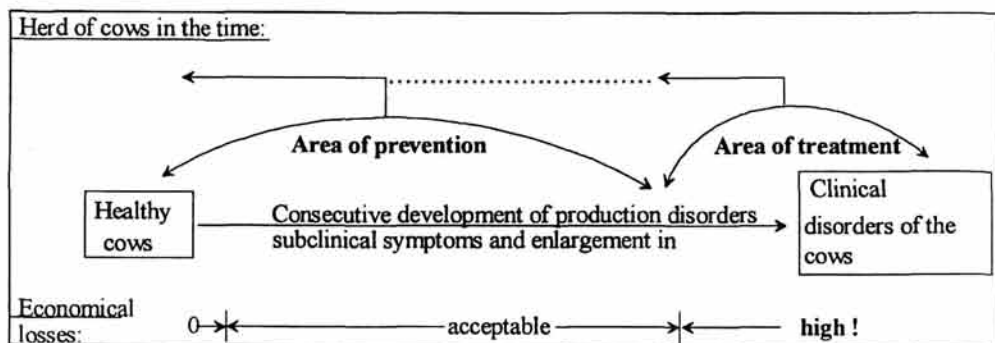 Herd of cows in the time:
Area of prevention
Area of treatment
Healthy
cows
Consecutive development of production disorders
subclinical symptoms and enlargement in
Clinical
disorders of the
cows
Economical
losses:
0
acceptable
high !